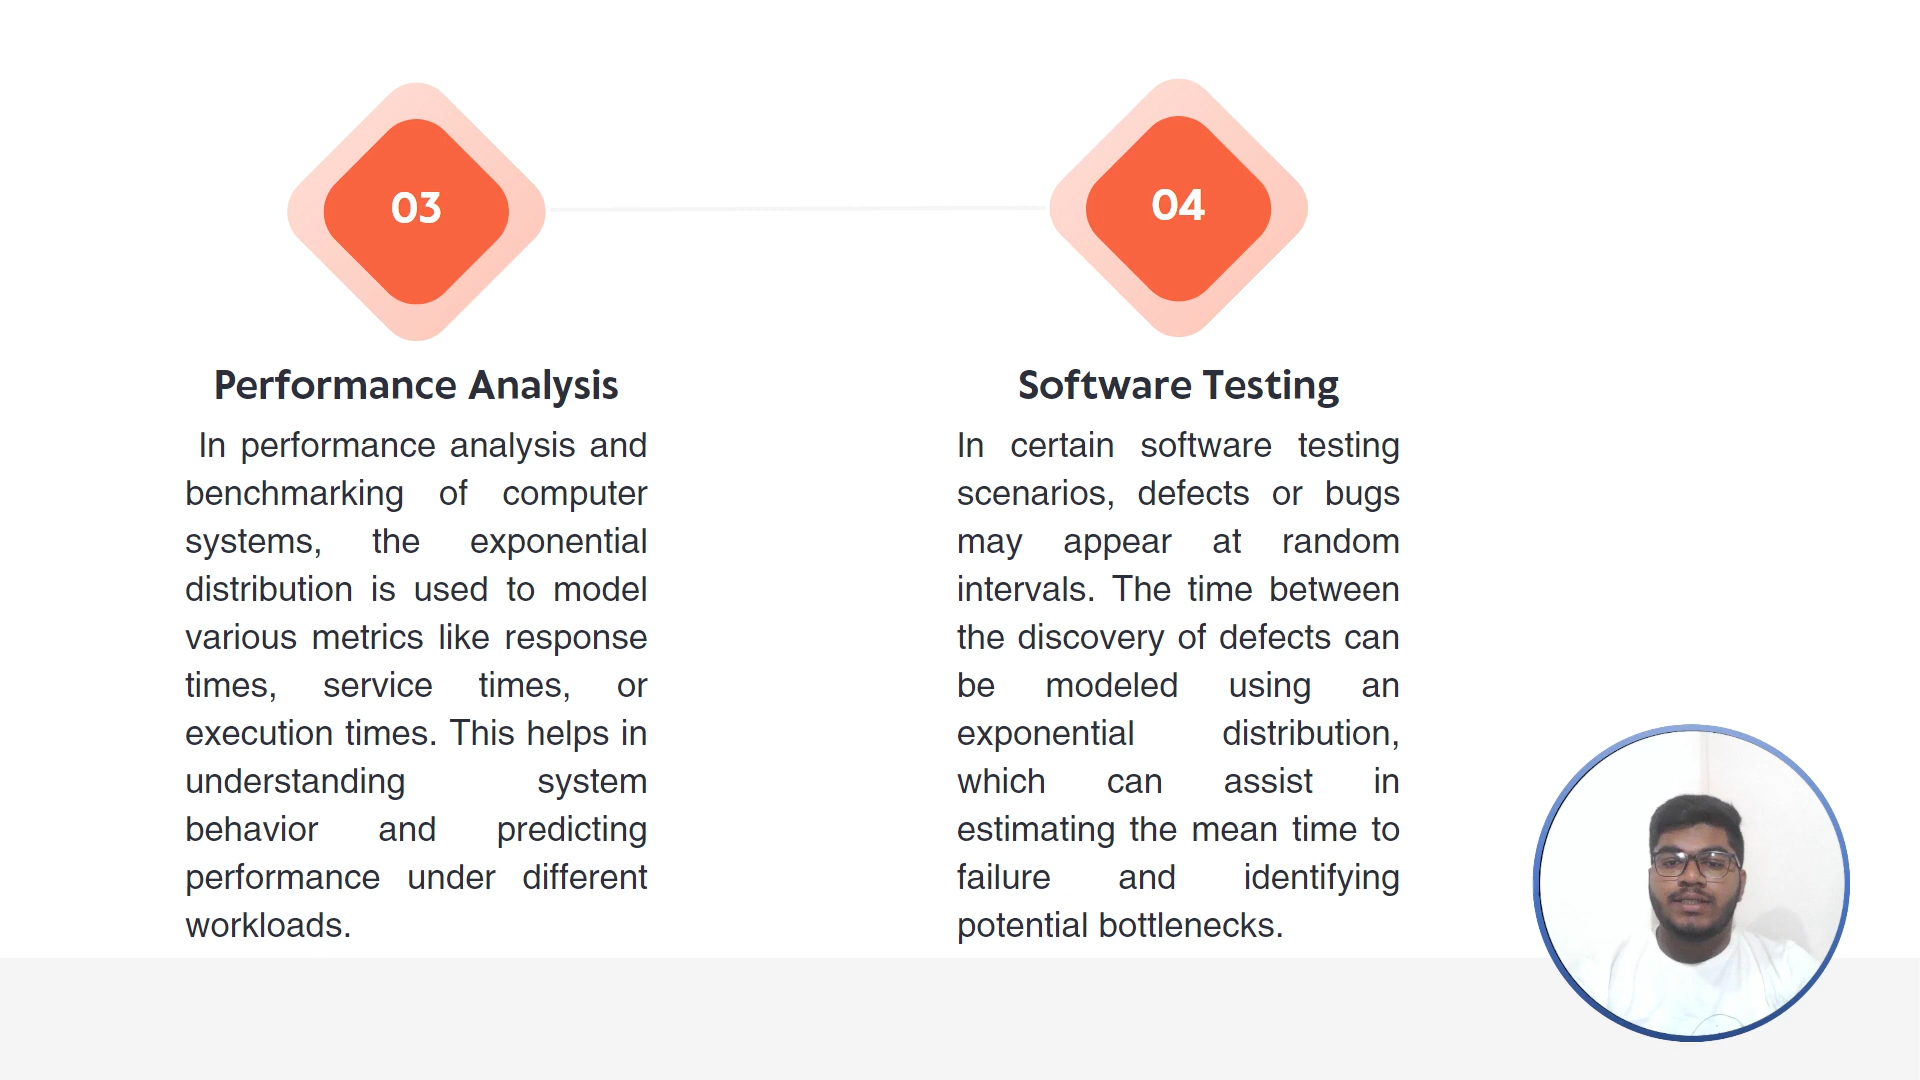 03
Performance Analysis
In performance analysis and
benchmarking of computer
systems, the exponential
distribution is used to model
various metrics like response
times, service times, or
execution times. This helps in
understanding system
behavior and predicting
performance under different
workloads.
04
Software Testing
In certain software testing
scenarios, defects or bugs
may appear at random
intervals. The time between
the discovery of defects can
be modeled using an
exponential distribution,
which can assist in
estimating the mean time to
failure and identifying
potential bottlenecks.